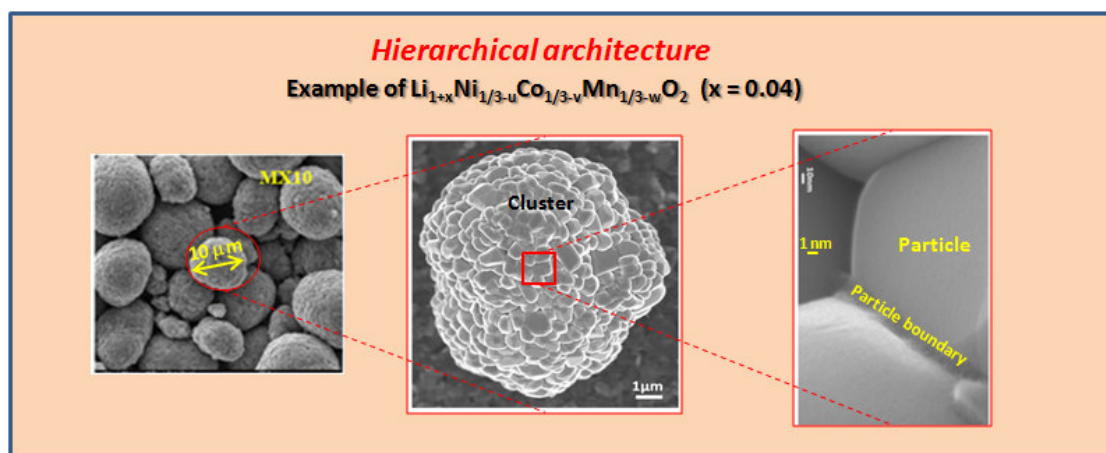 Hierarchical architecture
Example of Li₁₊ₓNi₁/₃₋ᵤCo₁/₃₋ᵥMn₁/₃₋wO₂ (x = 0.04)
MX10
10 μm
Cluster
1μm
10nm
1 nm
Particle
Particle boundary